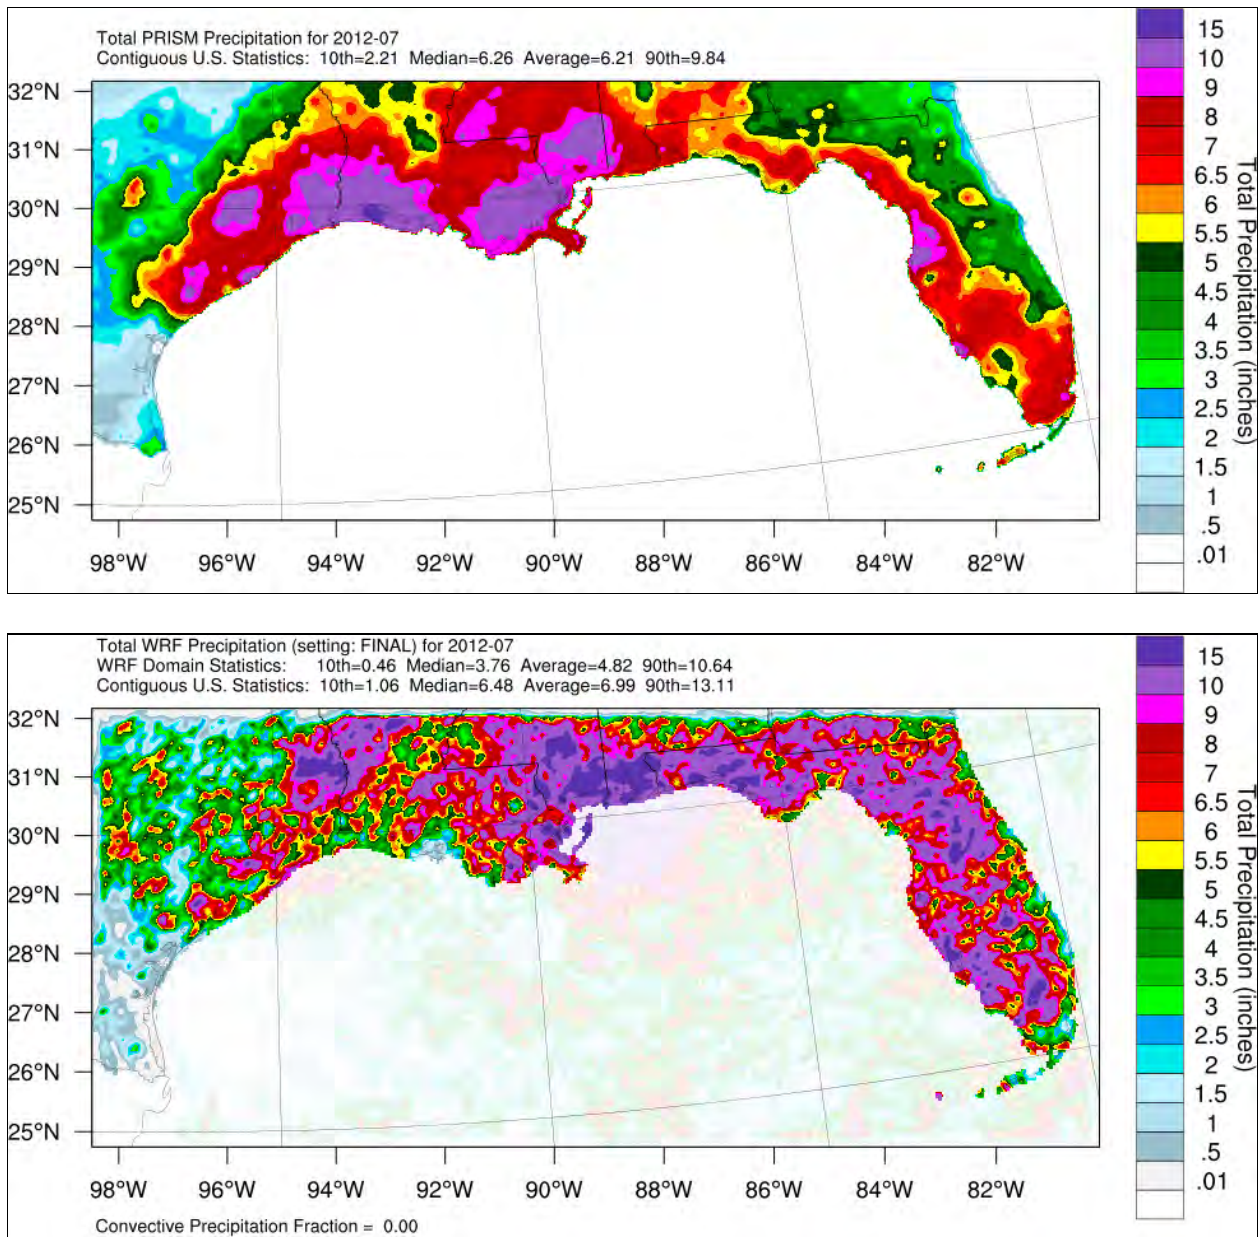 Total PRISM Precipitation for 2012-07
Contiguous U.S. Statistics: 10th=2.21 Median=6.26 Average=6.21 90th=9.84
32°N
31°N
30°N
29°N
28°N
27°N
26°N
25°N
98°W 96°W 94°W 92°W 90°W 88°W 86°W 84°W 82°W
15
10
9
8
7
6.5
6
5.5
5
4.5
4
3.5
3
2.5
2
1.5
1
.5
.01
Total Precipitation (inches)
Total WRF Precipitation (setting: FINAL) for 2012-07
WRF Domain Statistics: 10th=0.46 Median=3.76 Average=4.82 90th=10.64
Contiguous U.S. Statistics: 10th=1.06 Median=6.48 Average=6.99 90th=13.11
32°N
31°N
30°N
29°N
28°N
27°N
26°N
25°N
98°W 96°W 94°W 92°W 90°W 88°W 86°W 84°W 82°W
15
10
9
8
7
6.5
6
5.5
5
4.5
4
3.5
3
2.5
2
1.5
1
.5
.01
Total Precipitation (inches)
Convective Precipitation Fraction = 0.00